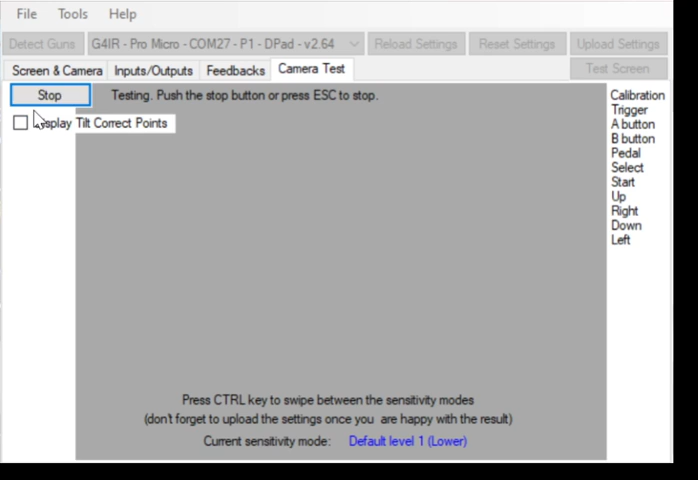 File Tools Help
Detect Guns G4IR - Pro Micro - COM27 - P1 - DPad - v2.64 Reload Settings Reset Settings Upload Settings
Screen & Camera Inputs/Outputs Feedbacks Camera Test Test Screen
Stop Testing. Push the stop button or press ESC to stop.
Display Tilt Correct Points
Calibration
Trigger
A button
B button
Pedal
Select
Start
Up
Right
Down
Left
Press CTRL key to swipe between the sensitivity modes
(don't forget to upload the settings once you are happy with the result)
Current sensitivity mode: Default level 1 (Lower)